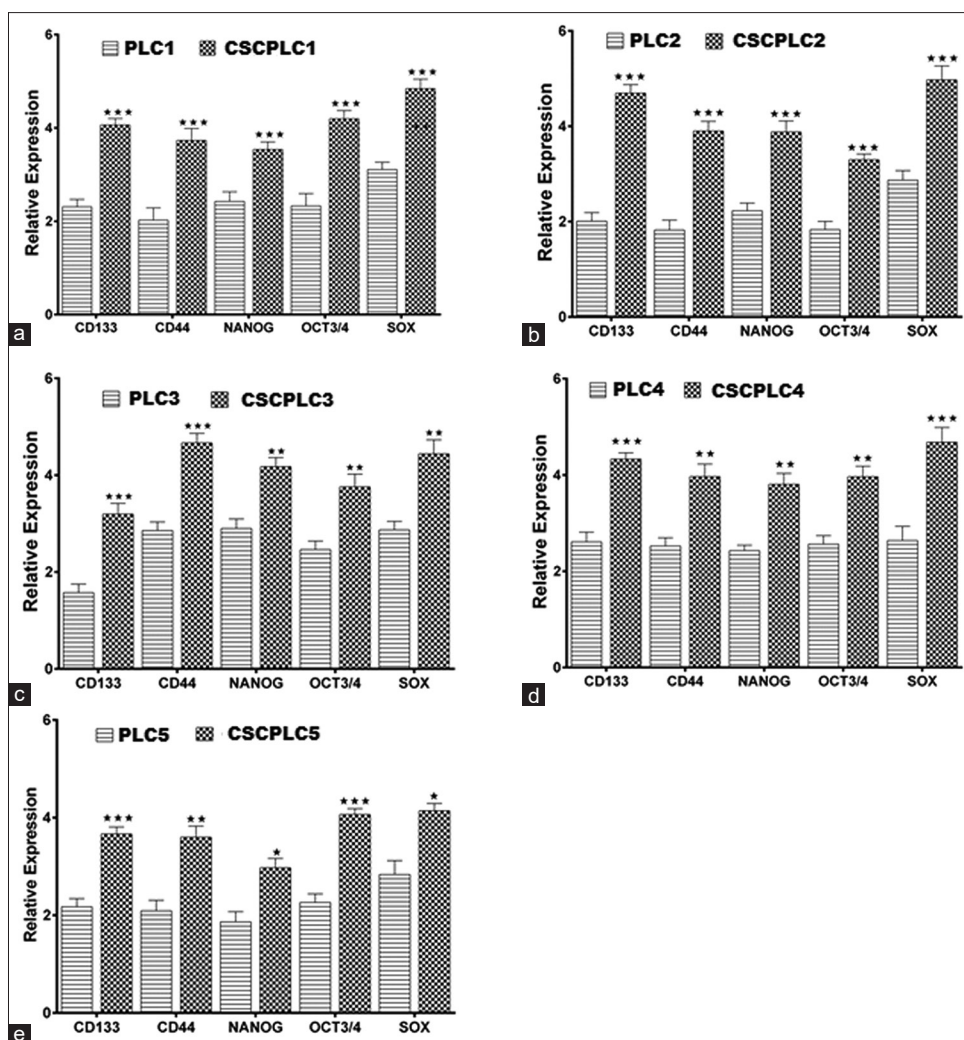 PLC1 CSCPLC1
Relative Expression
6
4
2
0
★★★ ★★★ ★★★ ★★★ ★★★
CD133 CD44 NANOG OCT3/4 SOX
a
PLC2 CSCPLC2
Relative Expression
6
4
2
0
★★★ ★★★ ★★★ ★★★ ★★★
CD133 CD44 NANOG OCT3/4 SOX
b
PLC3 CSCPLC3
Relative Expression
6
4
2
0
★★★ ★★★ ★★ ★★ ★★
CD133 CD44 NANOG OCT3/4 SOX
c
PLC4 CSCPLC4
Relative Expression
6
4
2
0
★★★ ★★ ★★ ★★ ★★★
CD133 CD44 NANOG OCT3/4 SOX
d
PLC5 CSCPLC5
Relative Expression
6
4
2
0
★★★ ★★ ★ ★★★ ★
CD133 CD44 NANOG OCT3/4 SOX
e